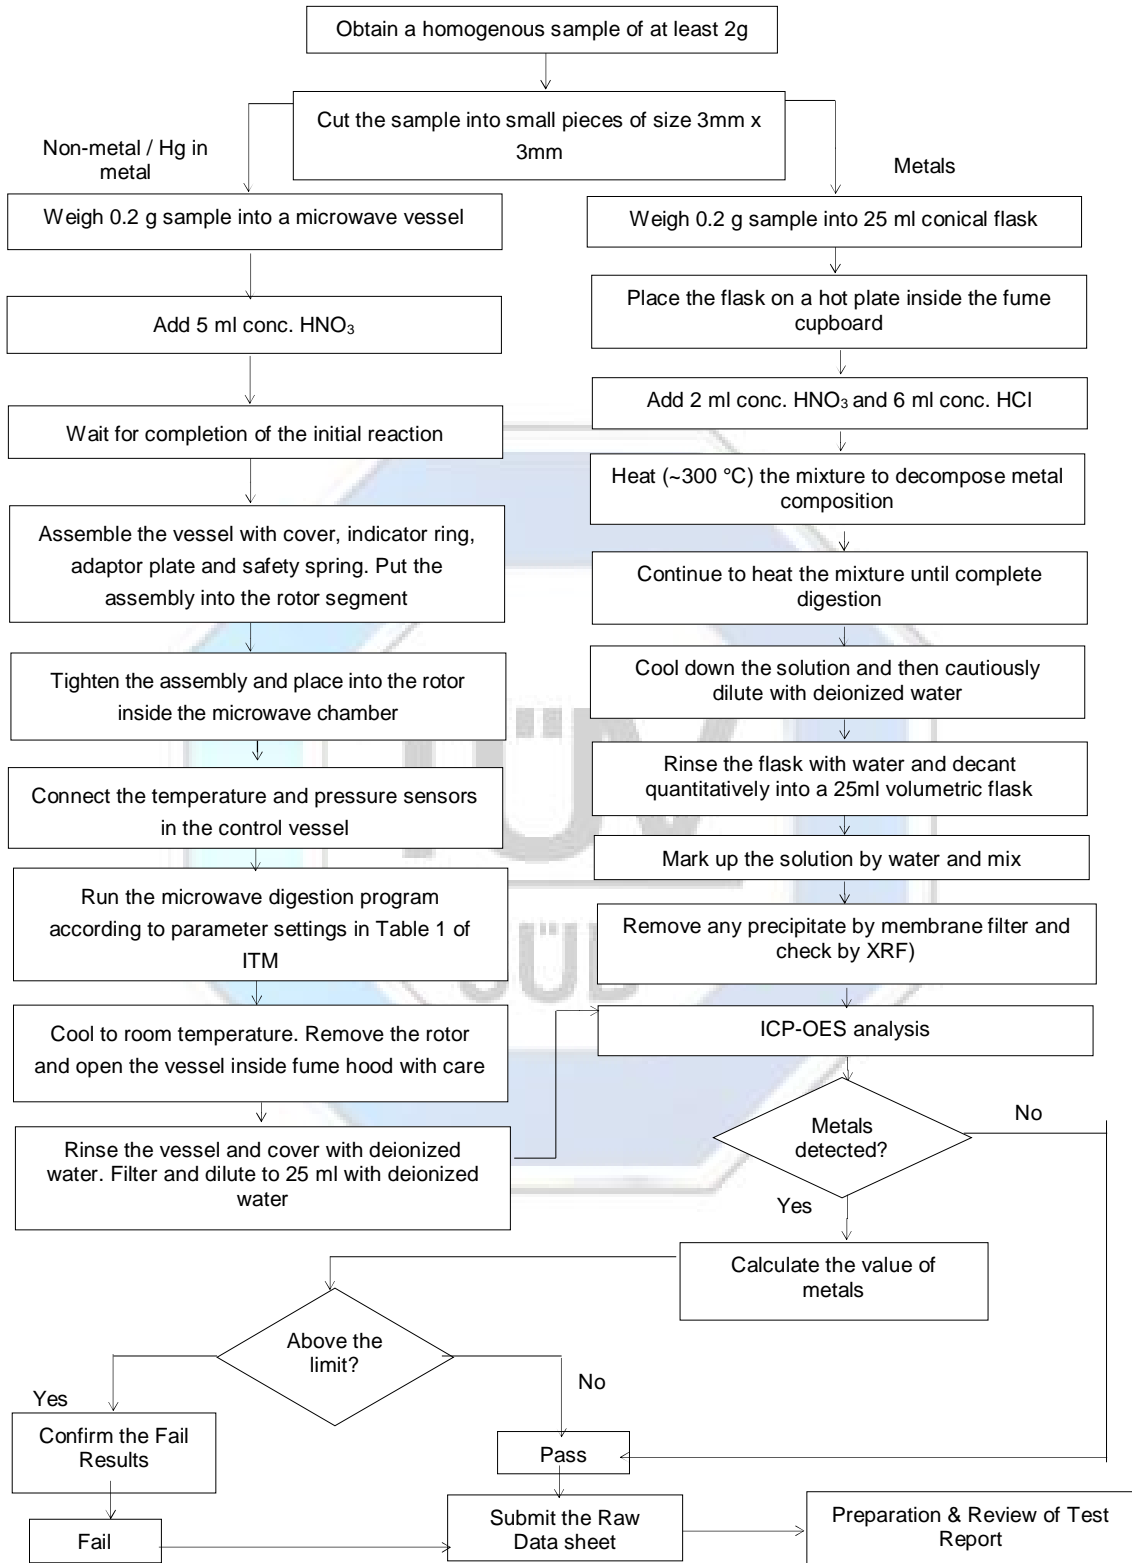 Obtain a homogenous sample of at least 2g
Cut the sample into small pieces of size 3mm x
3mm
Non-metal / Hg in
metal
Metals
Weigh 0.2 g sample into a microwave vessel
Add 5 ml conc. HNO₃
Wait for completion of the initial reaction
Assemble the vessel with cover, indicator ring,
adaptor plate and safety spring. Put the
assembly into the rotor segment
Tighten the assembly and place into the rotor
inside the microwave chamber
Connect the temperature and pressure sensors
in the control vessel
Run the microwave digestion program
according to parameter settings in Table 1 of
ITM
Cool to room temperature. Remove the rotor
and open the vessel inside fume hood with care
Rinse the vessel and cover with deionized
water. Filter and dilute to 25 ml with deionized
water
Weigh 0.2 g sample into 25 ml conical flask
Place the flask on a hot plate inside the fume
cupboard
Add 2 ml conc. HNO₃ and 6 ml conc. HCl
Heat (~300 °C) the mixture to decompose metal
composition
Continue to heat the mixture until complete
digestion
Cool down the solution and then cautiously
dilute with deionized water
Rinse the flask with water and decant
quantitatively into a 25ml volumetric flask
Mark up the solution by water and mix
Remove any precipitate by membrane filter and
check by XRF)
ICP-OES analysis
Metals
detected?
No
Yes
Calculate the value of
metals
Above the
limit?
Yes
No
Confirm the Fail
Results
Fail
Pass
Submit the Raw
Data sheet
Preparation & Review of Test
Report
TÜV
SÜD